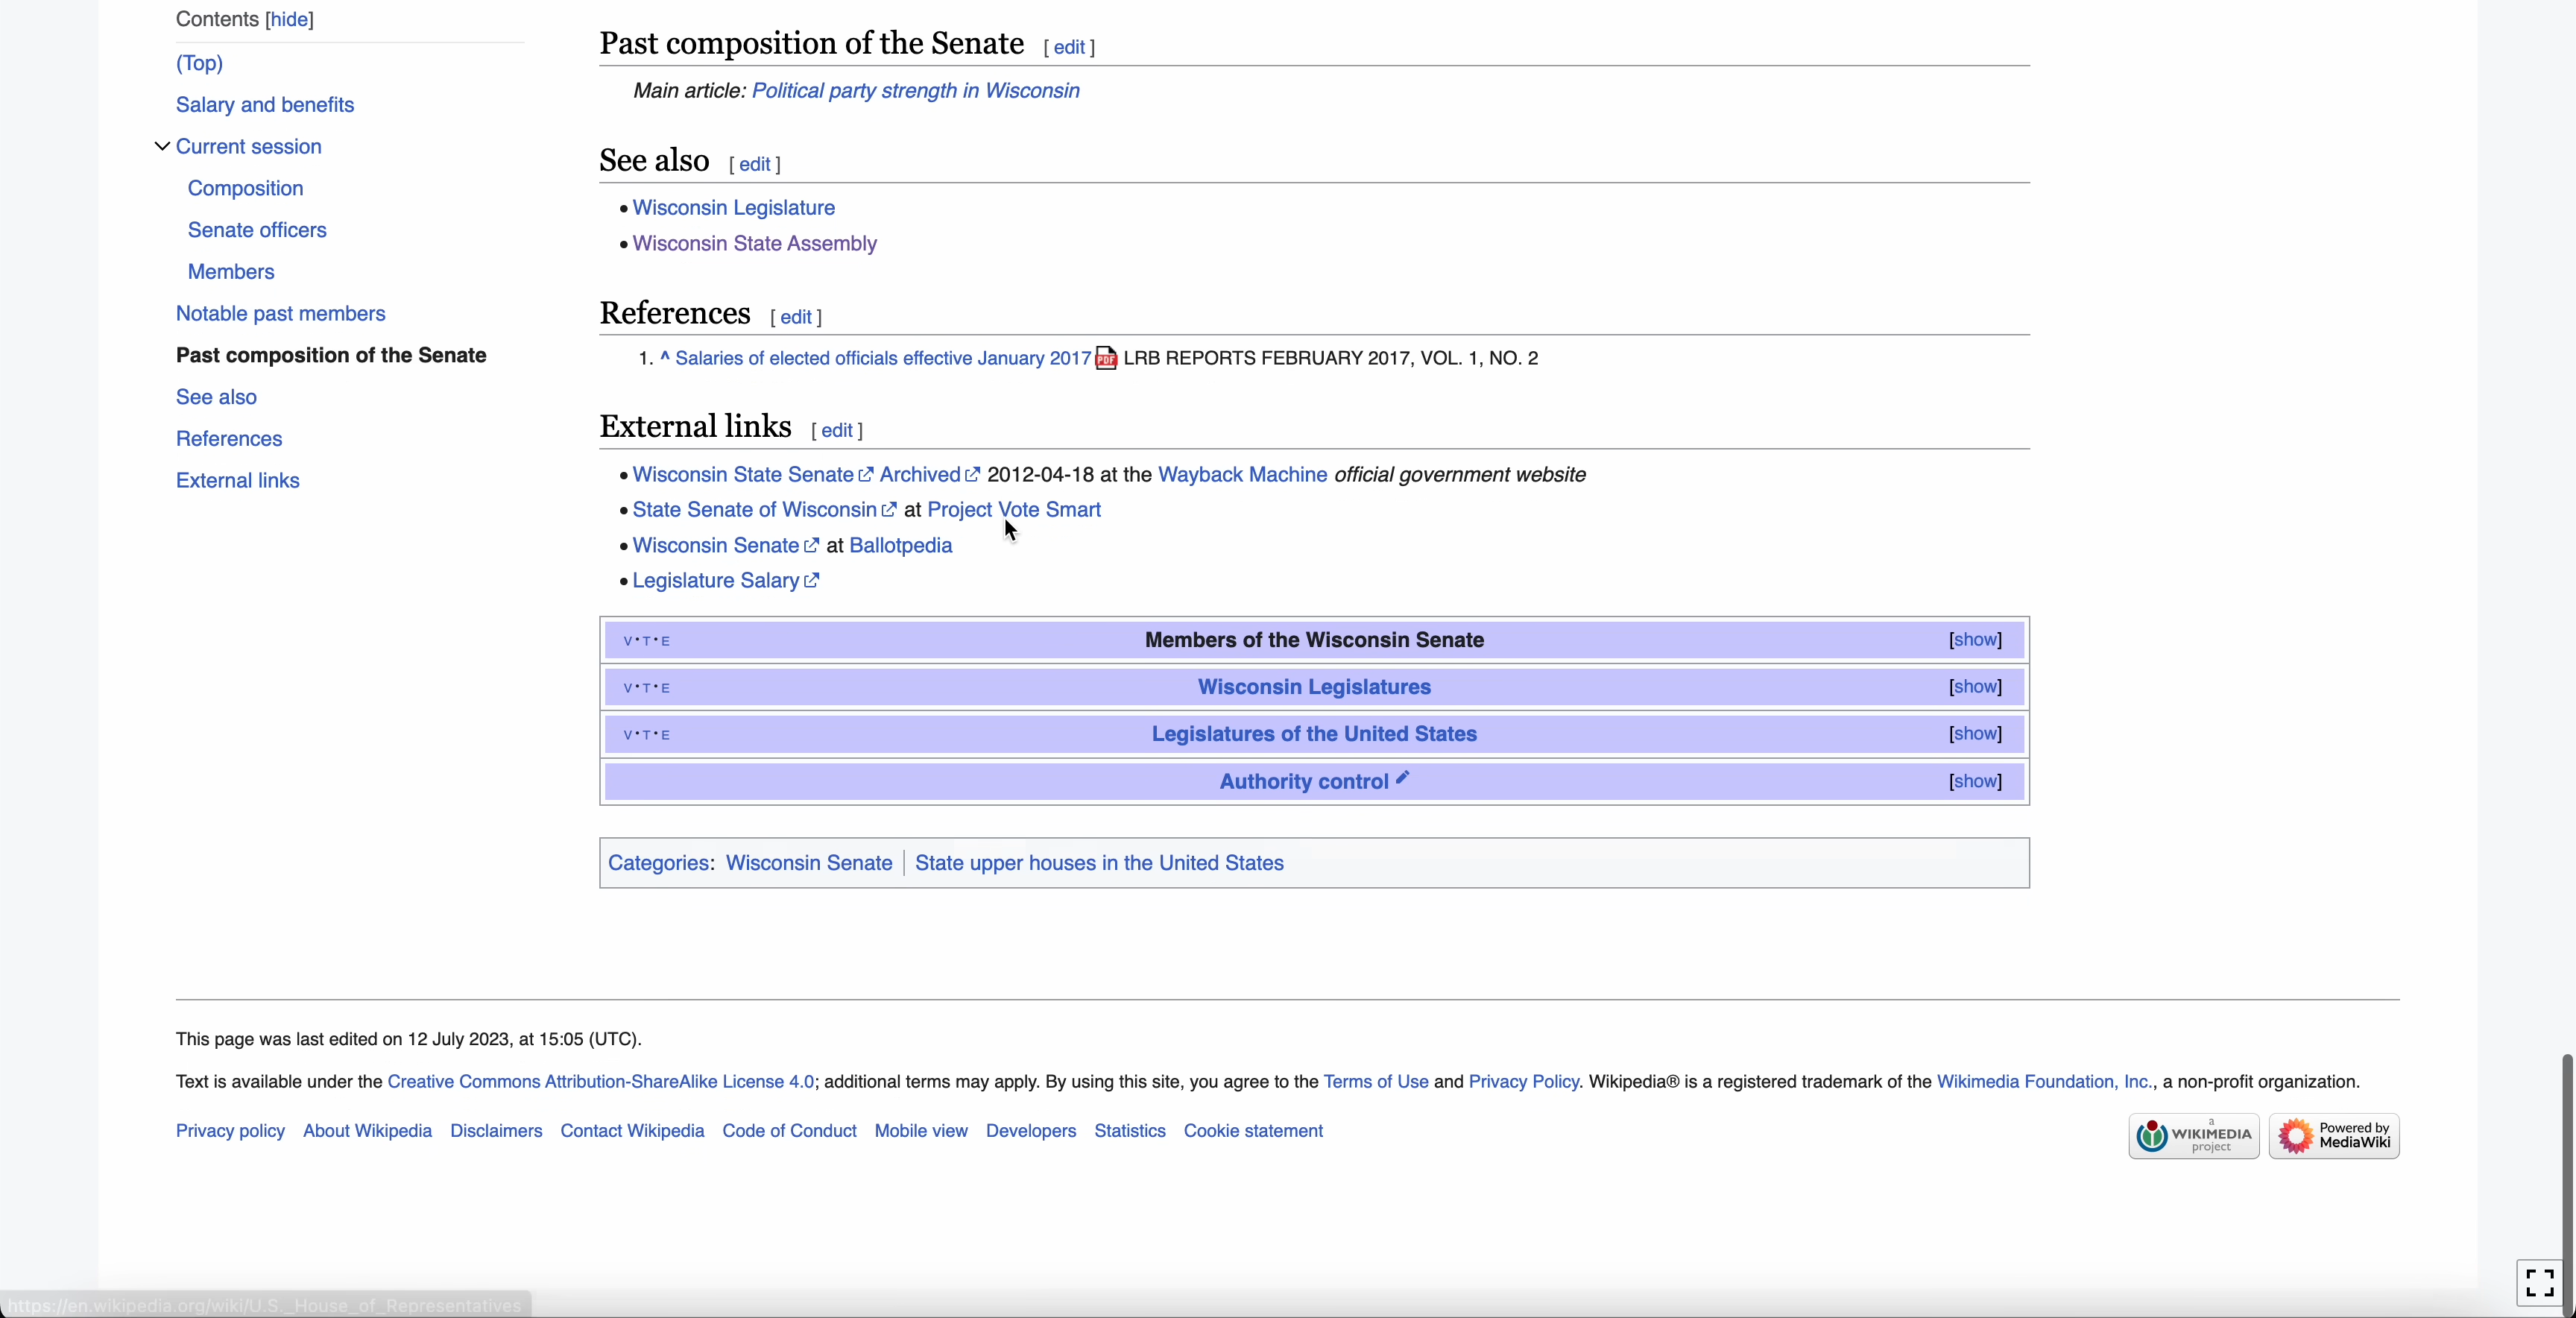 Contents [hide]
(Top)
Salary and benefits
Current session
Composition
Senate officers
Members
Notable past members
Past composition of the Senate
See also
References
External links
Past composition of the Senate [ edit ]
Main article: Political party strength in Wisconsin
See also [ edit ]
• Wisconsin Legislature
• Wisconsin State Assembly
References [ edit ]
1. ^ Salaries of elected officials effective January 2017 PDF LRB REPORTS FEBRUARY 2017, VOL. 1, NO. 2
External links [ edit ]
• Wisconsin State Senate Archived 2012-04-18 at the Wayback Machine official government website
• State Senate of Wisconsin at Project Vote Smart
• Wisconsin Senate at Ballotpedia
• Legislature Salary
V • T • E Members of the Wisconsin Senate [show]
V • T • E Wisconsin Legislatures [show]
V • T • E Legislatures of the United States [show]
Authority control [show]
Categories: Wisconsin Senate | State upper houses in the United States
This page was last edited on 12 July 2023, at 15:05 (UTC).
Text is available under the Creative Commons Attribution-ShareAlike License 4.0; additional terms may apply. By using this site, you agree to the Terms of Use and Privacy Policy. Wikipedia® is a registered trademark of the Wikimedia Foundation, Inc., a non-profit organization.
Privacy policy About Wikipedia Disclaimers Contact Wikipedia Code of Conduct Mobile view Developers Statistics Cookie statement
a
WIKIMEDIA
project
Powered by
MediaWiki
https://en.wikipedia.org/wiki/U.S._House_of_Representatives